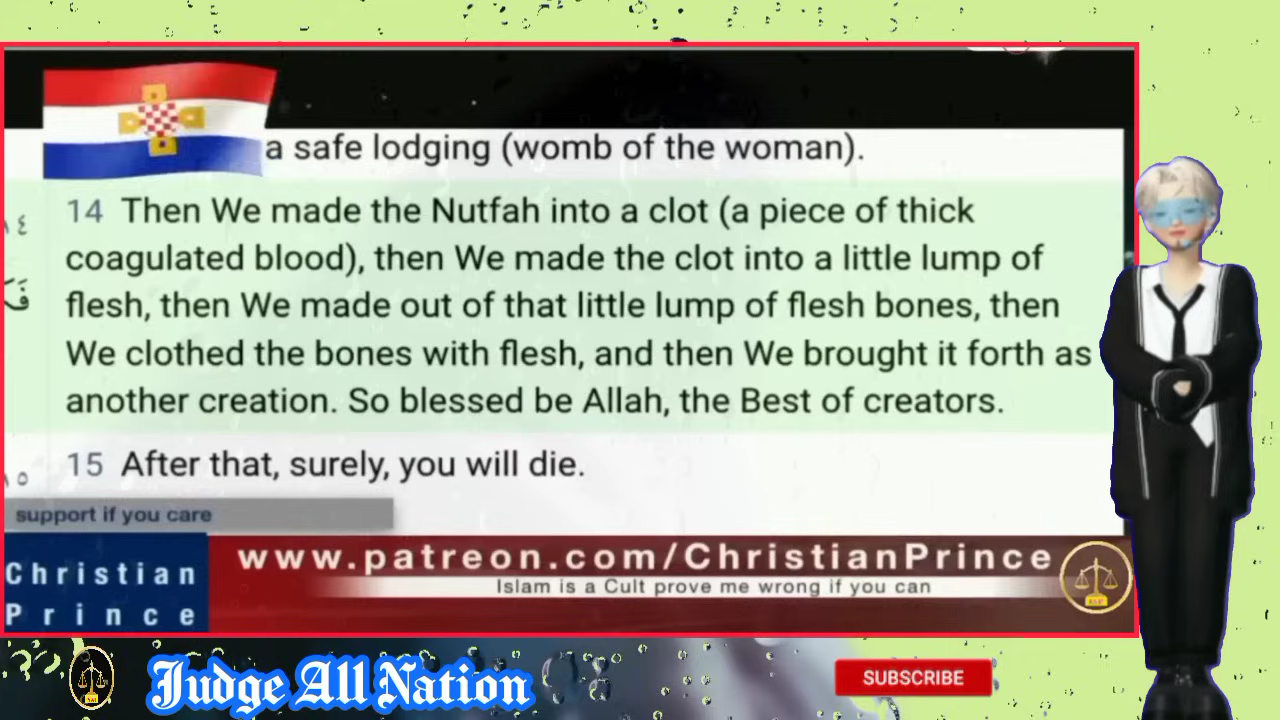 a safe lodging (womb of the woman).
١٤ 14 Then We made the Nutfah into a clot (a piece of thick
coagulated blood), then We made the clot into a little lump of
flesh, then We made out of that little lump of flesh bones, then
We clothed the bones with flesh, and then We brought it forth as
another creation. So blessed be Allah, the Best of creators.
١٥ 15 After that, surely, you will die.
support if you care
Christian
Prince
www.patreon.com/ChristianPrince
Islam is a Cult prove me wrong if you can
Judge All Nation
SUBSCRIBE